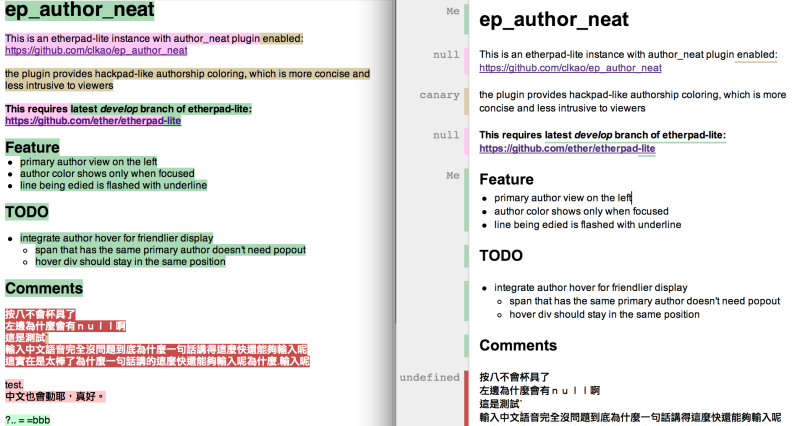 ep_author_neat
This is an etherpad-lite instance with author_neat plugin enabled:
https://github.com/clkao/ep_author_neat
the plugin provides hackpad-like authorship coloring, which is more concise and
less intrusive to viewers
This requires latest develop branch of etherpad-lite:
https://github.com/ether/etherpad-lite
Feature
primary author view on the left
author color shows only when focused
line being edied is flashed with underline
TODO
integrate author hover for friendlier display
span that has the same primary author doesn't need popout
hover div should stay in the same position
Comments
按八不會杯具了
左邊為什麼會有ｎｕｌｌ啊
這是測試`
輸入中文語音完全沒問題到底為什麼一句話講得這麼快還能夠輸入呢
這實在是太棒了為什麼一句話講的這麼快還能夠輸入呢為什麼.輸入呢
test.
中文也會動耶，真好。
?.. = =bbb
Me
ep_author_neat
null
This is an etherpad-lite instance with author_neat plugin enabled:
https://github.com/clkao/ep_author_neat
canary
the plugin provides hackpad-like authorship coloring, which is more
concise and less intrusive to viewers
null
This requires latest develop branch of etherpad-lite:
https://github.com/ether/etherpad-lite
Me
Feature
primary author view on the left
author color shows only when focused
line being edied is flashed with underline
TODO
integrate author hover for friendlier display
span that has the same primary author doesn't need popout
hover div should stay in the same position
Comments
undefined
按八不會杯具了
左邊為什麼會有ｎｕｌｌ啊
這是測試`
輸入中文語音完全沒問題到底為什麼一句話講得這麼快還能夠輸入呢